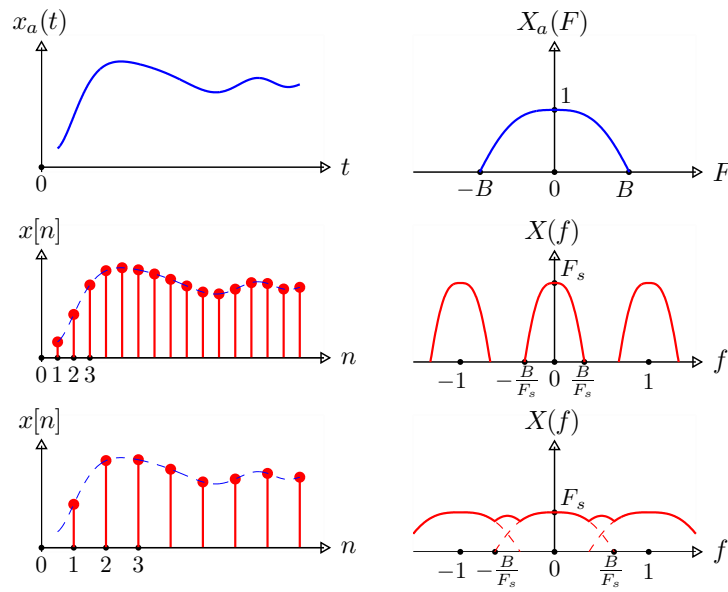 x_a(t)
t
0
X_a(F)
1
F
−B
0
B
x[n]
n
0 1 2 3
X(f)
F_s
f
−1
−B/F_s
0
B/F_s
1
x[n]
n
0 1 2 3
X(f)
F_s
f
−1
−B/F_s
0
B/F_s
1